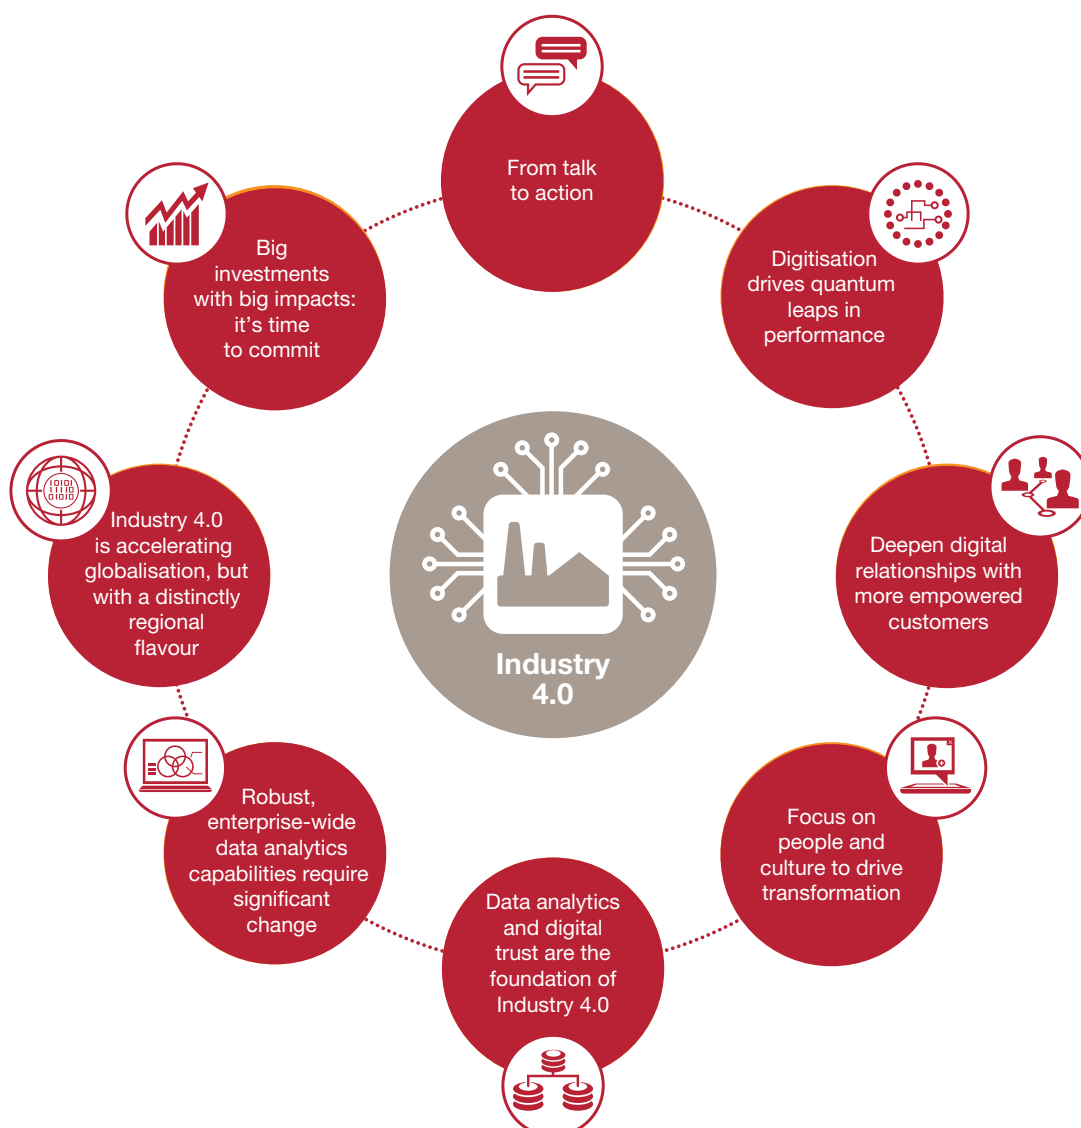 From talk
to action
Digitisation
drives quantum
leaps in
performance
Deepen digital
relationships with
more empowered
customers
Focus on
people and
culture to drive
transformation
Data analytics
and digital
trust are the
foundation of
Industry 4.0
Robust,
enterprise-wide
data analytics
capabilities require
significant
change
Industry 4.0
is accelerating
globalisation, but
with a distinctly
regional
flavour
10101
11110
01010
Big
investments
with big impacts:
it's time
to commit
Industry
4.0